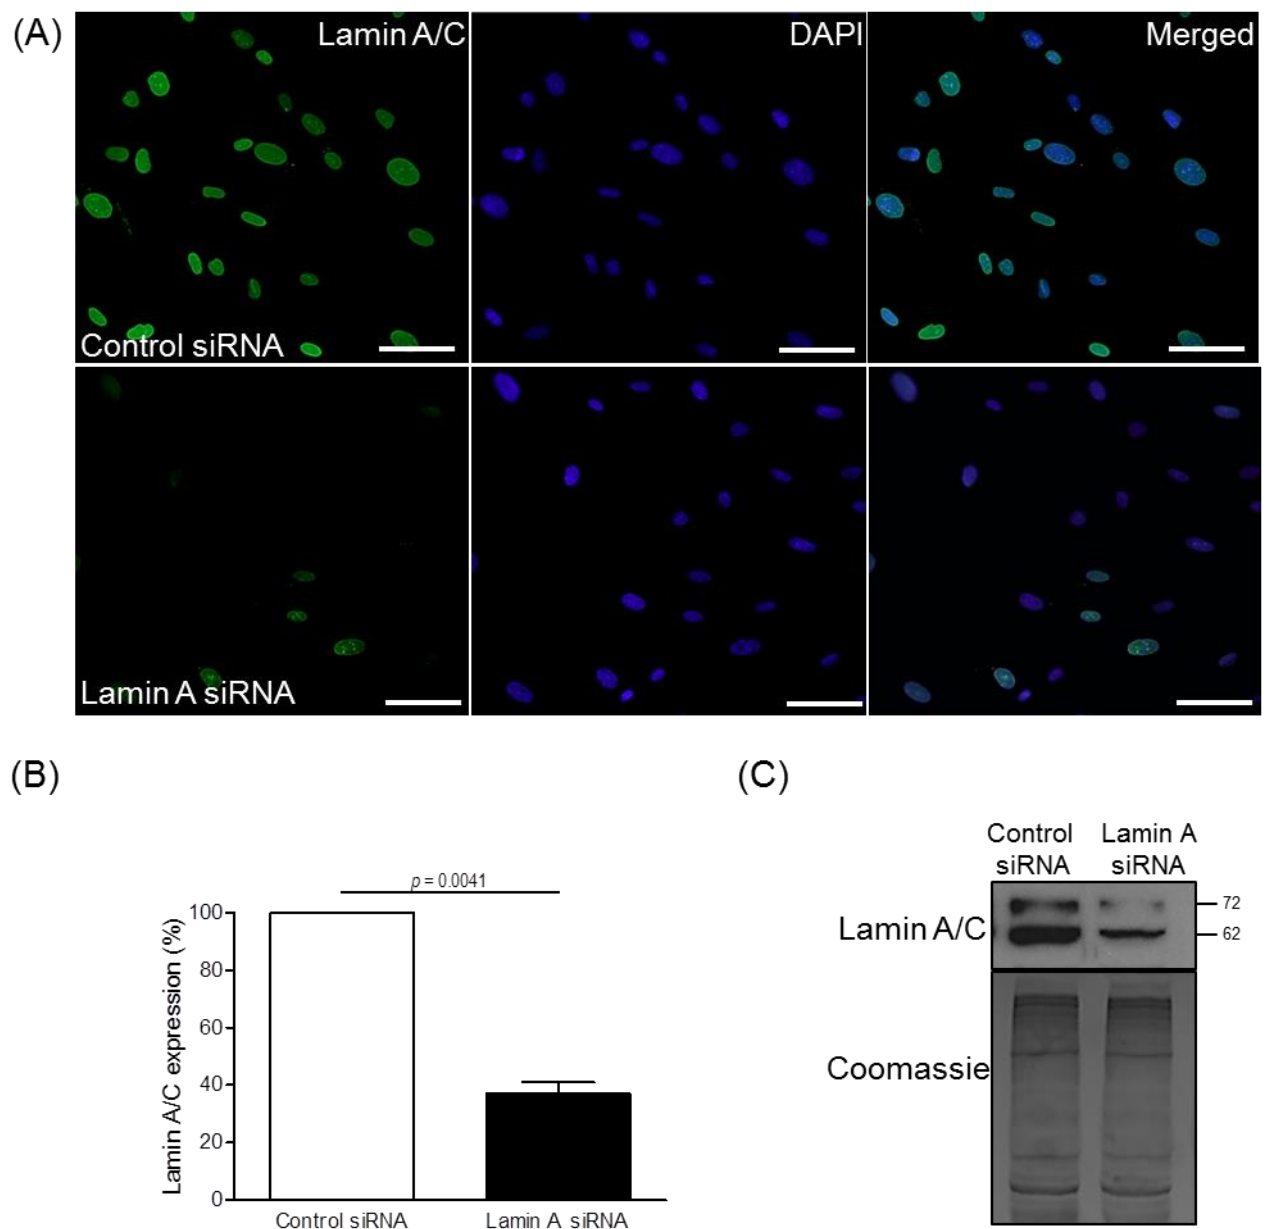 (A)
Lamin A/C
DAPI
Merged
Control siRNA
Lamin A siRNA
(B)
p = 0.0041
Lamin A/C expression (%)
100
80
60
40
20
0
Control siRNA
Lamin A siRNA
(C)
Control siRNA
Lamin A siRNA
Lamin A/C
72
62
Coomassie